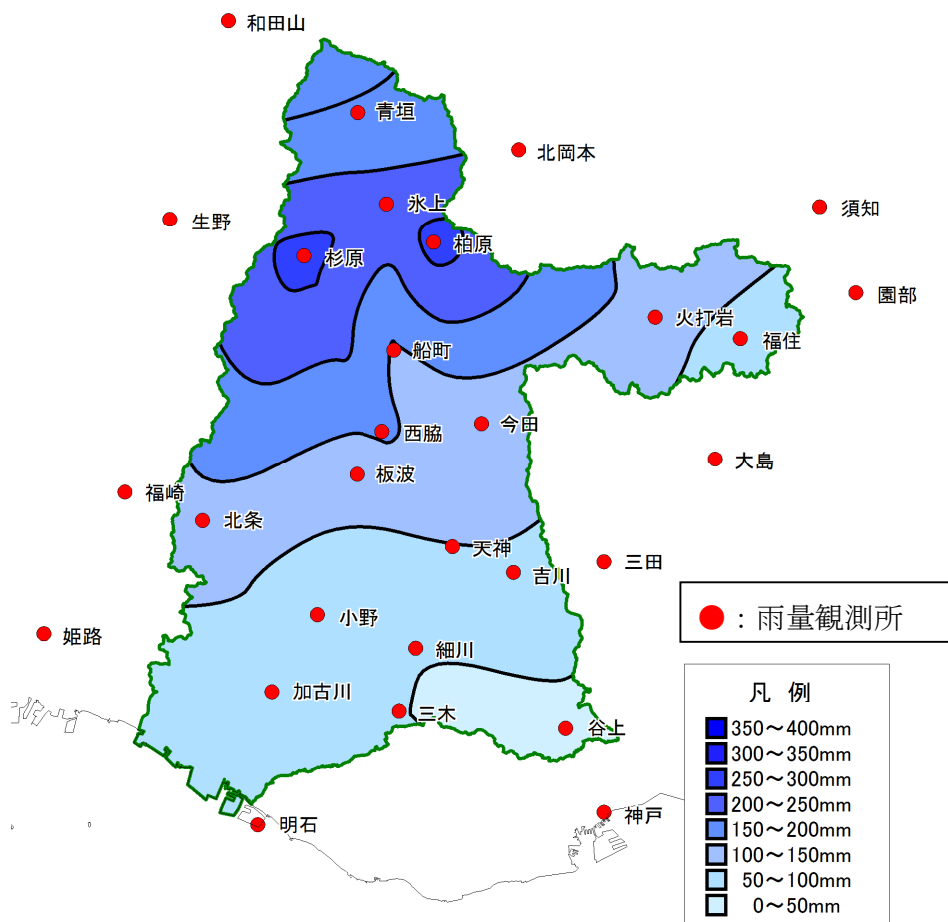 和田山
青垣
北岡本
氷上
須知
生野
柏原
杉原
園部
火打岩
福住
船町
今田
西脇
大島
板波
福崎
北条
天神
三田
吉川
●：雨量観測所
小野
姫路
細川
凡 例
加古川
三木
谷上
350～400mm
300～350mm
250～300mm
200～250mm
150～200mm
100～150mm
50～100mm
0～50mm
神戸
明石